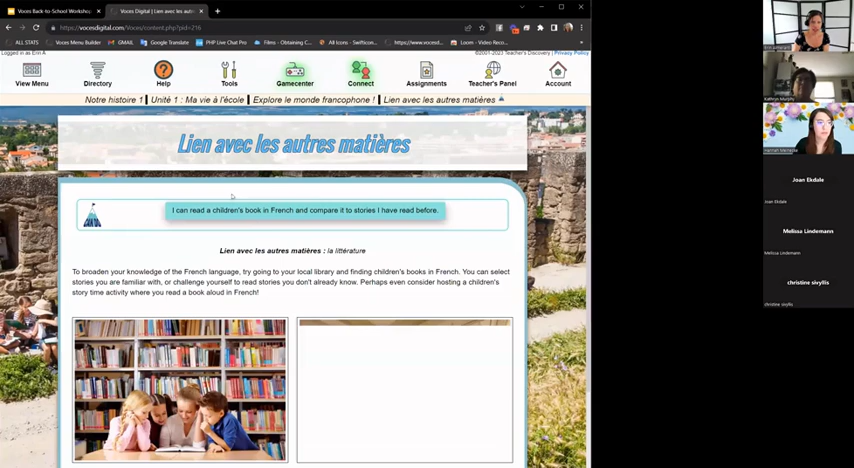 Voces Back-to-School Worksho
Voces Digital | Lien avec les aut
https://vocesdigital.com/Voces/content.php?pid=216
ALL STATS
Voces Menu Builder
GMAIL
Google Translate
PHP Live Chat Pro
Films - Obtaining C...
All Icons - Swifticon...
https://www.vocesd...
Loom - Video Reco...
Logged in as Erin A
©2001-2023 Teacher's Discovery | Privacy Policy
View Menu
Directory
Help
Tools
Gamecenter
Connect
Assignments
Teacher's Panel
Account
Notre histoire 1 | Unité 1 : Ma vie à l'école | Explore le monde francophone ! | Lien avec les autres matières
Lien avec les autres matières
I can read a children's book in French and compare it to stories I have read before.
Lien avec les autres matières : la littérature
To broaden your knowledge of the French language, try going to your local library and finding children's books in French. You can select
stories you are familiar with, or challenge yourself to read stories you don't already know. Perhaps even consider hosting a children's
story time activity where you read a book aloud in French!
Kathryn Murphy
Joan Ekdale
Joan Ekdale
Melissa Lindemann
Melissa Lindemann
christine sivyllis
christine sivyllis